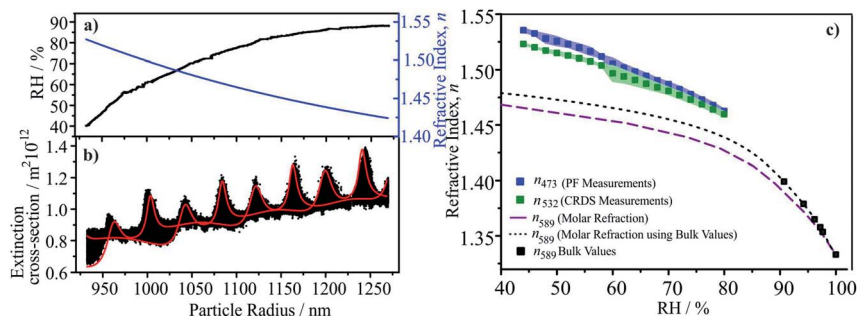 a)
RH / %
90
80
70
60
50
40
Refractive Index, n
1.55
1.50
1.45
1.40
b)
Extinction
cross-section / m²10⁻¹²
1.4
1.2
1.0
0.8
0.6
950 1000 1050 1100 1150 1200 1250
Particle Radius / nm
c)
Refractive Index, n
1.55
1.50
1.45
1.40
1.35
n473 (PF Measurements)
n532 (CRDS Measurements)
n589 (Molar Refraction)
n589 (Molar Refraction using Bulk Values)
n589 Bulk Values
40 50 60 70 80 90 100
RH / %